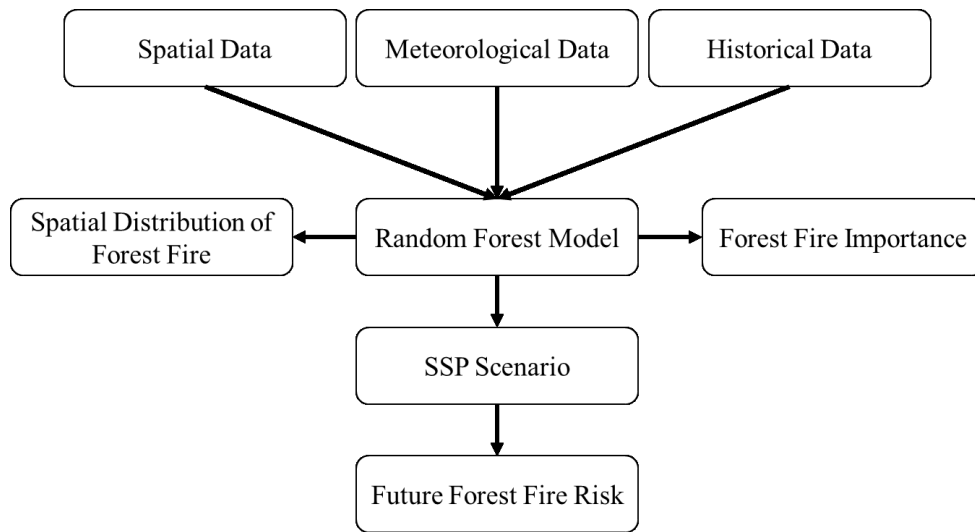 Spatial Data
Meteorological Data
Historical Data
Spatial Distribution of
Forest Fire
Random Forest Model
Forest Fire Importance
SSP Scenario
Future Forest Fire Risk